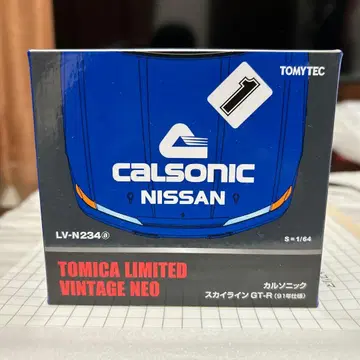 TOMYTEC
1
CALSONIC
NISSAN
LV-N234ⓐ
S=1/64
TOMICA LIMITED
VINTAGE NEO
カルソニック
スカイライン GT-R (91年仕様)